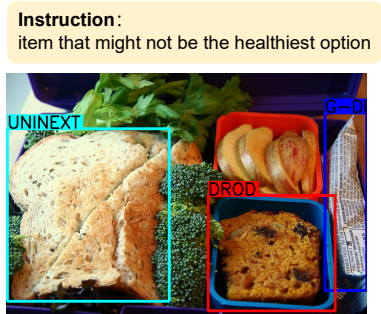 Instruction:
item that might not be the healthiest option
G-D
UNINEXT
DROD